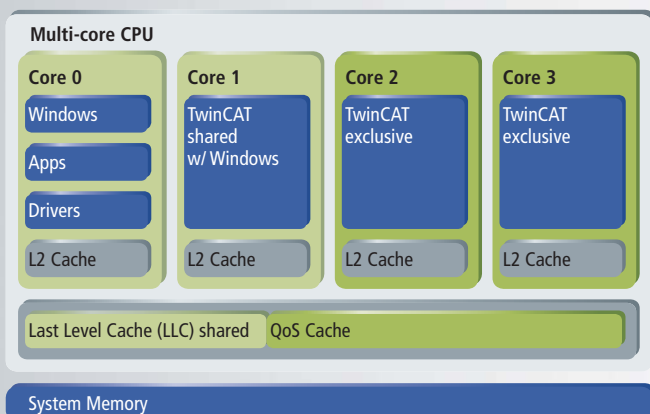 Multi-core CPU
Core 0
Windows
Apps
Drivers
L2 Cache
Core 1
TwinCAT
shared
w/ Windows
L2 Cache
Core 2
TwinCAT
exclusive
L2 Cache
Core 3
TwinCAT
exclusive
L2 Cache
Last Level Cache (LLC) shared
QoS Cache
System Memory